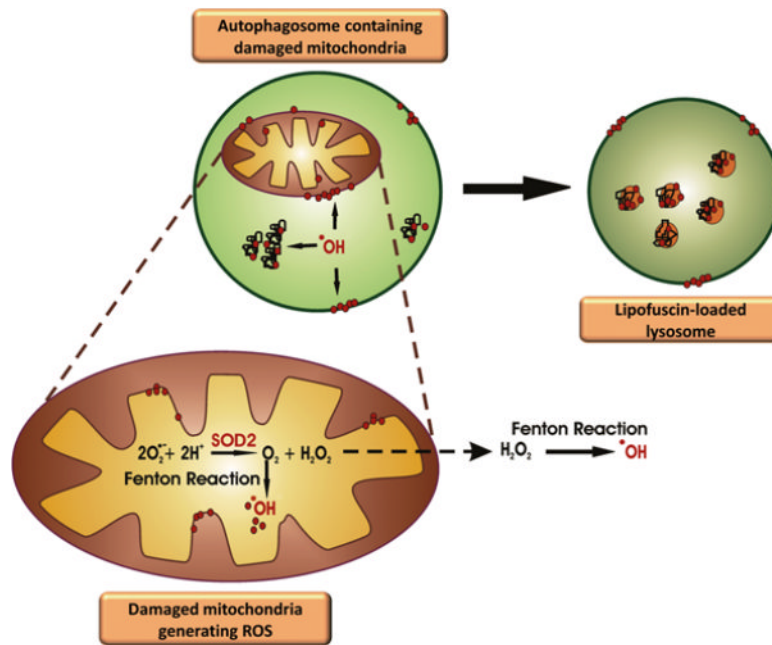 Autophagosome containing
damaged mitochondria
•OH
Lipofuscin-loaded
lysosome
SOD2
2O₂•⁻+ 2H⁺ O₂ + H₂O₂
Fenton Reaction
•OH
Fenton Reaction
H₂O₂ •OH
Damaged mitochondria
generating ROS